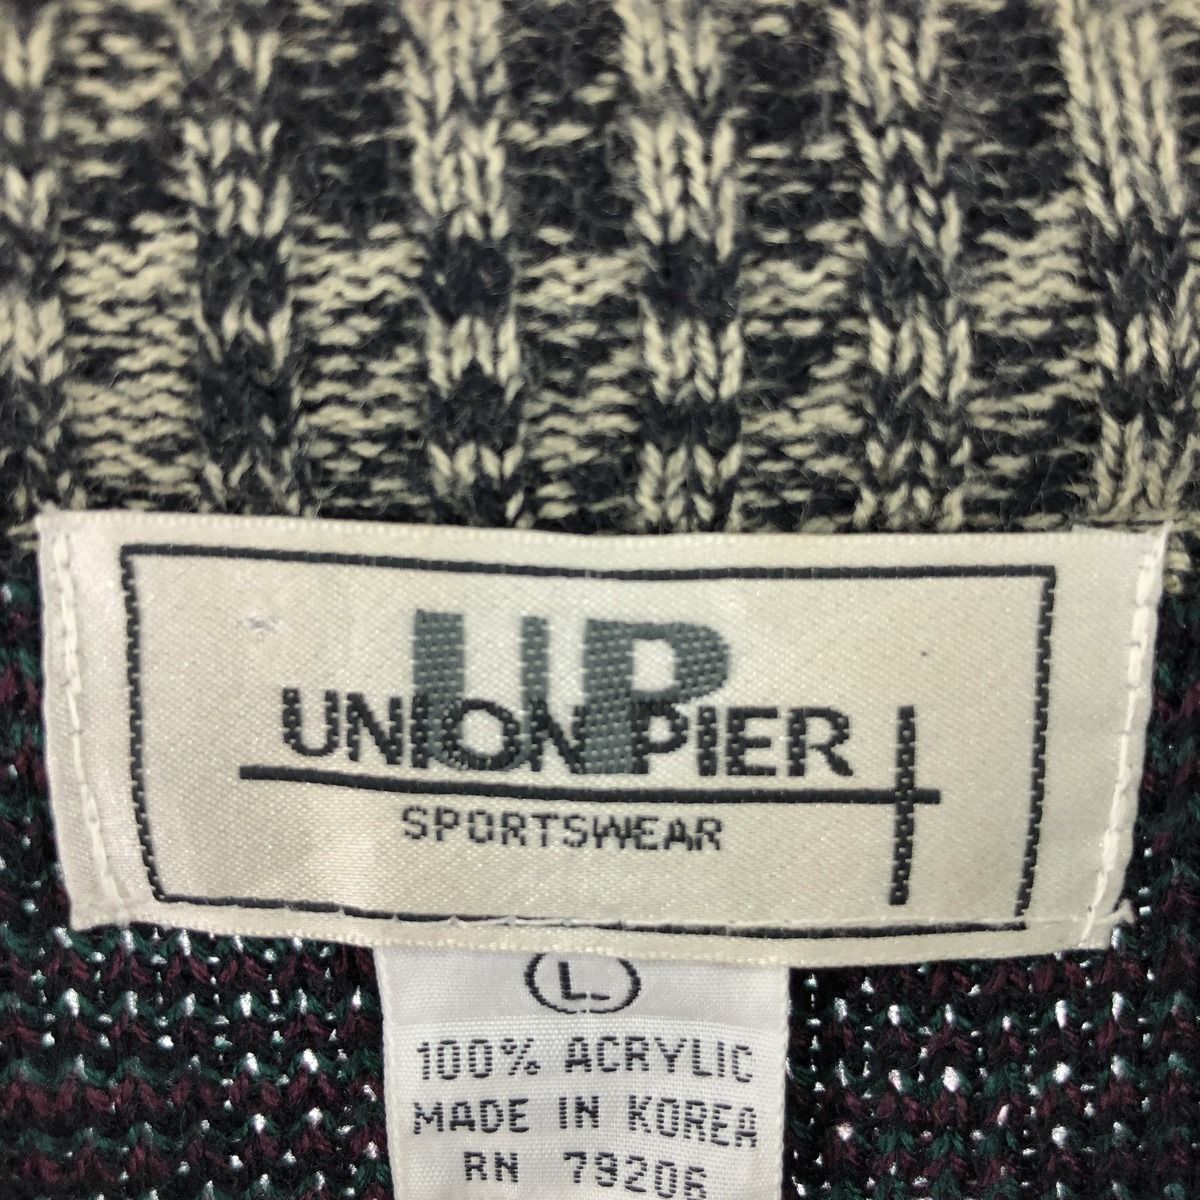 UP
UNION PIER
SPORTSWEAR
L
100% ACRYLIC
MADE IN KOREA
RN 79206